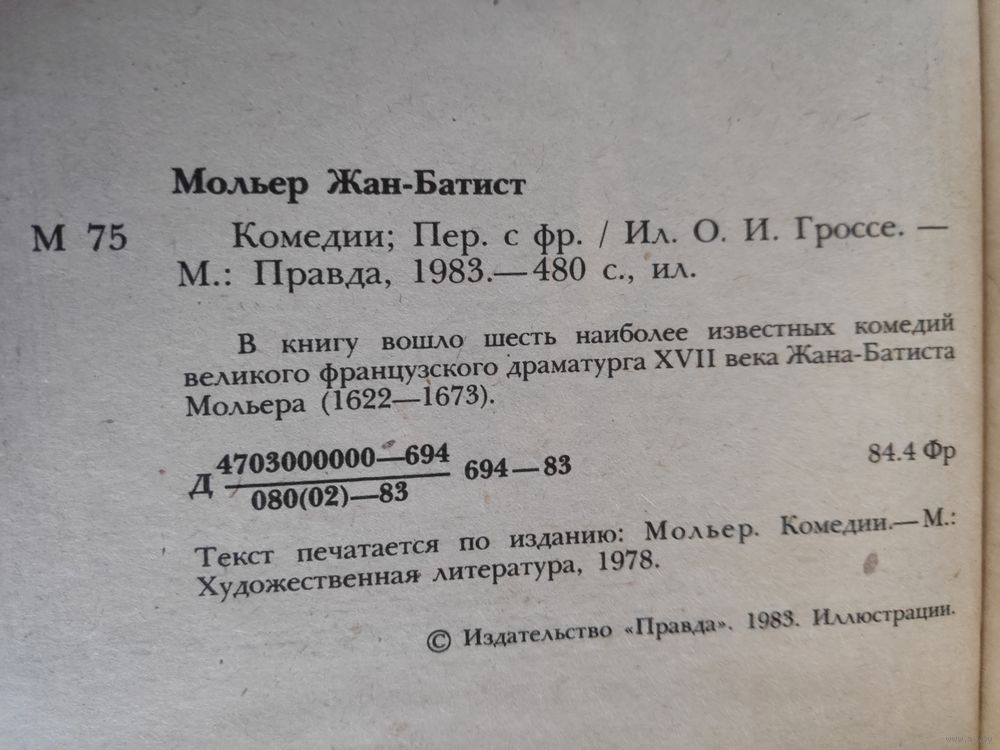 Мольер Жан-Батист
М 75 Комедии; Пер. с фр. / Ил. О. И. Гроссе. —
М.: Правда, 1983.—480 с., ил.
В книгу вошло шесть наиболее известных комедий
великого французского драматурга XVII века Жана-Батиста
Мольера (1622—1673).
Д 4703000000—694
080(02)—83
694—83
84.4 Фр
Текст печатается по изданию: Мольер. Комедии.— М.:
Художественная литература, 1978.
© Издательство «Правда». 1983. Иллюстрации.